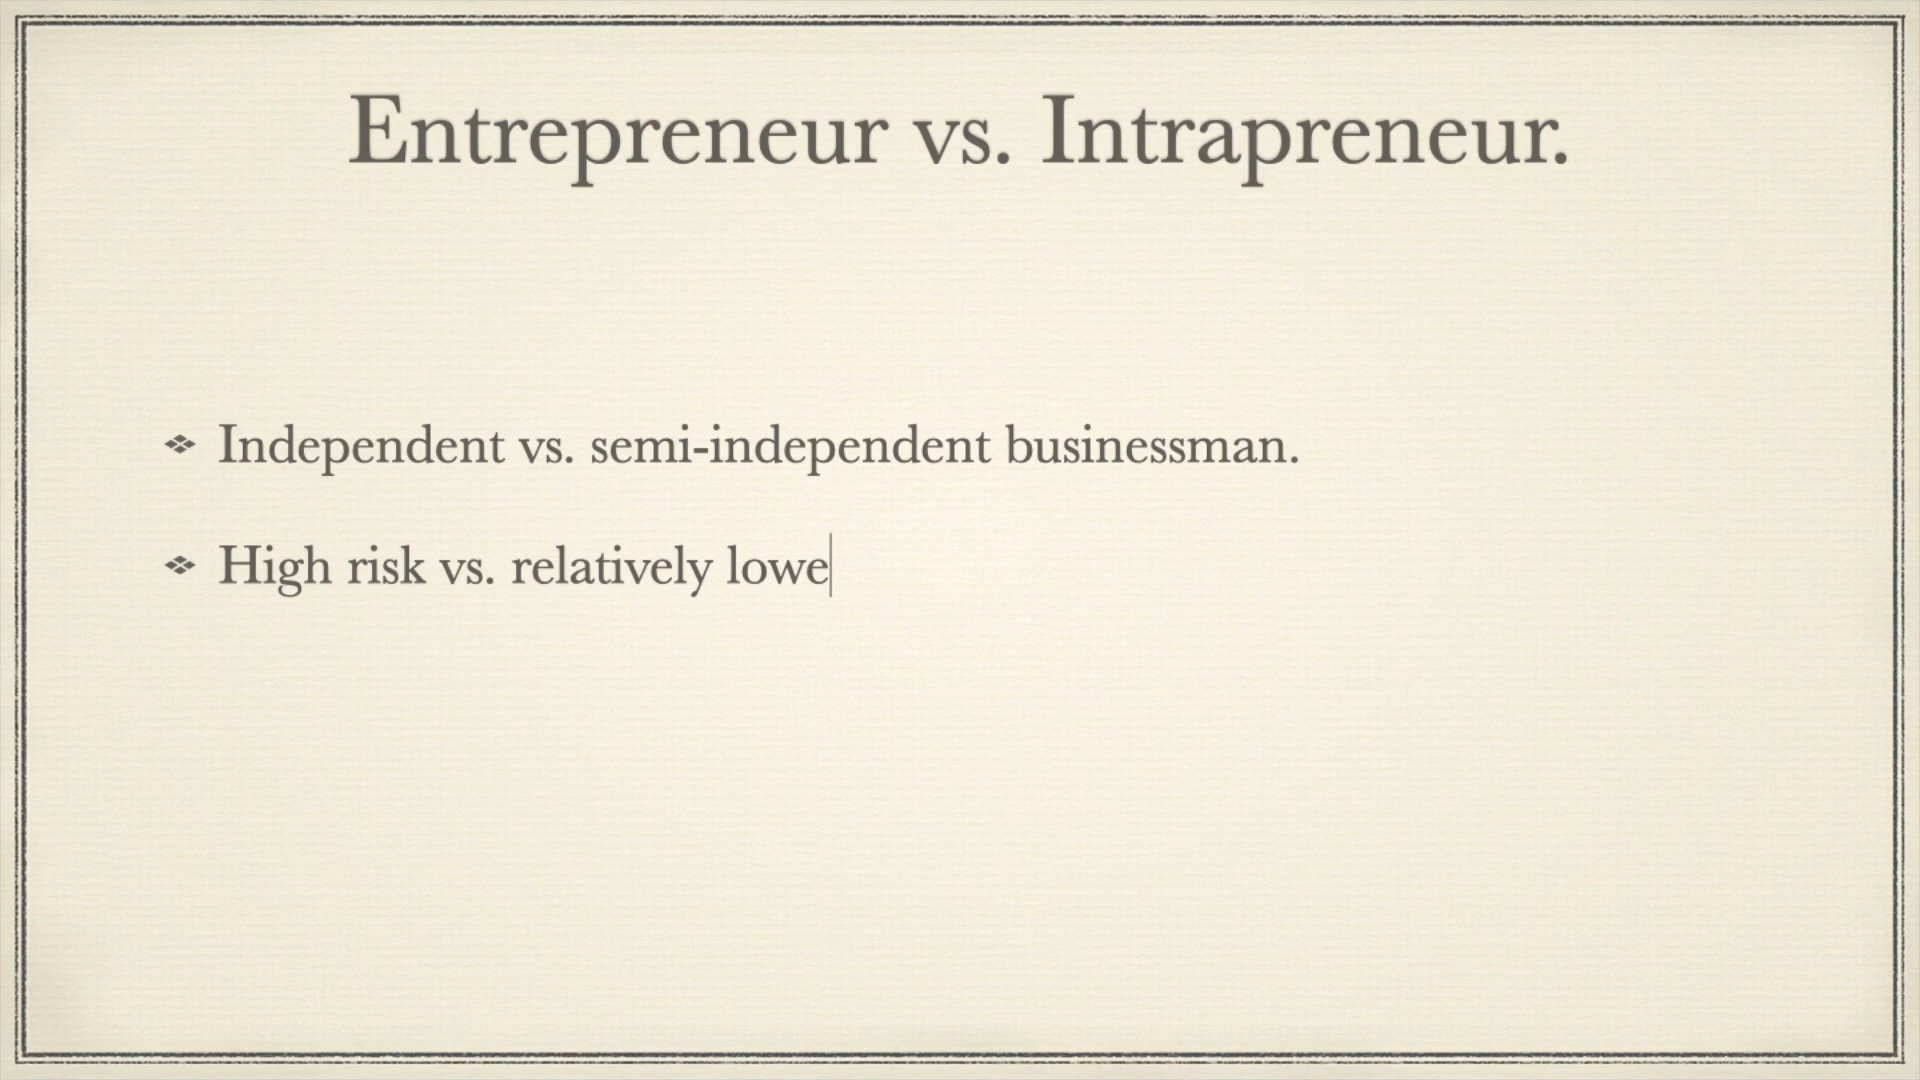 Entrepreneur vs. Intrapreneur.
Independent vs. semi-independent businessman.
High risk vs. relatively lowe